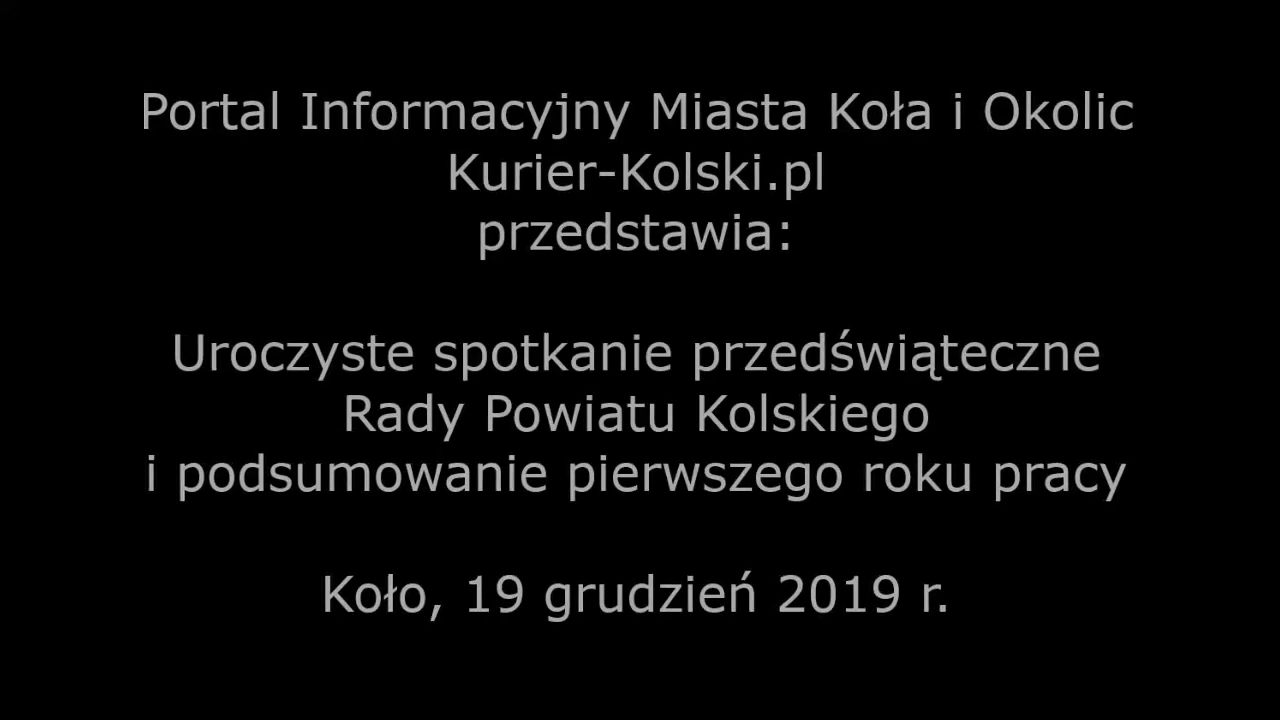 Portal Informacyjny Miasta Koła i Okolic
Kurier-Kolski.pl
przedstawia:
Uroczyste spotkanie przedświąteczne
Rady Powiatu Kolskiego
i podsumowanie pierwszego roku pracy
Koło, 19 grudzień 2019 r.